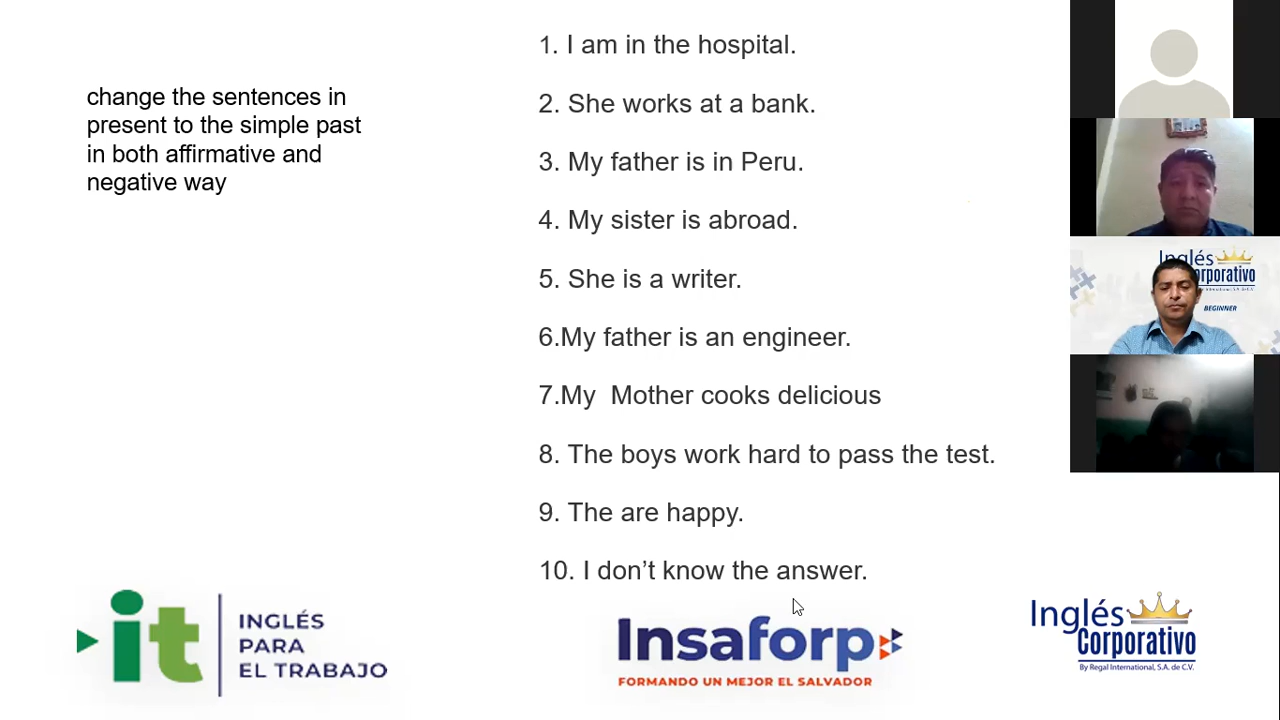 change the sentences in
present to the simple past
in both affirmative and
negative way
1. I am in the hospital.
2. She works at a bank.
3. My father is in Peru.
4. My sister is abroad.
5. She is a writer.
6.My father is an engineer.
7.My  Mother cooks delicious
8. The boys work hard to pass the test.
9. The are happy.
10. I don’t know the answer.
it
INGLÉS
PARA
EL TRABAJO
Insaforp
FORMANDO UN MEJOR EL SALVADOR
Inglés
Corporativo
By Regal International, S.A. de C.V.
Inglés
orporativo
BEGINNER